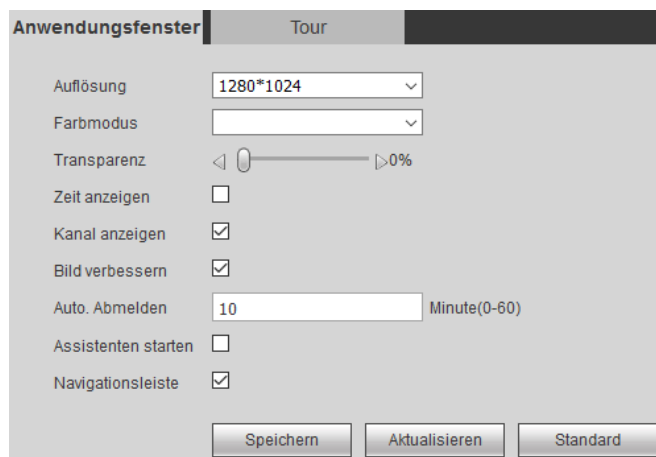 Anwendungsfenster Tour
Auflösung 1280*1024
Farbmodus
Transparenz 0%
Zeit anzeigen
Kanal anzeigen
Bild verbessern
Auto. Abmelden 10 Minute(0-60)
Assistenten starten
Navigationsleiste
Speichern Aktualisieren Standard